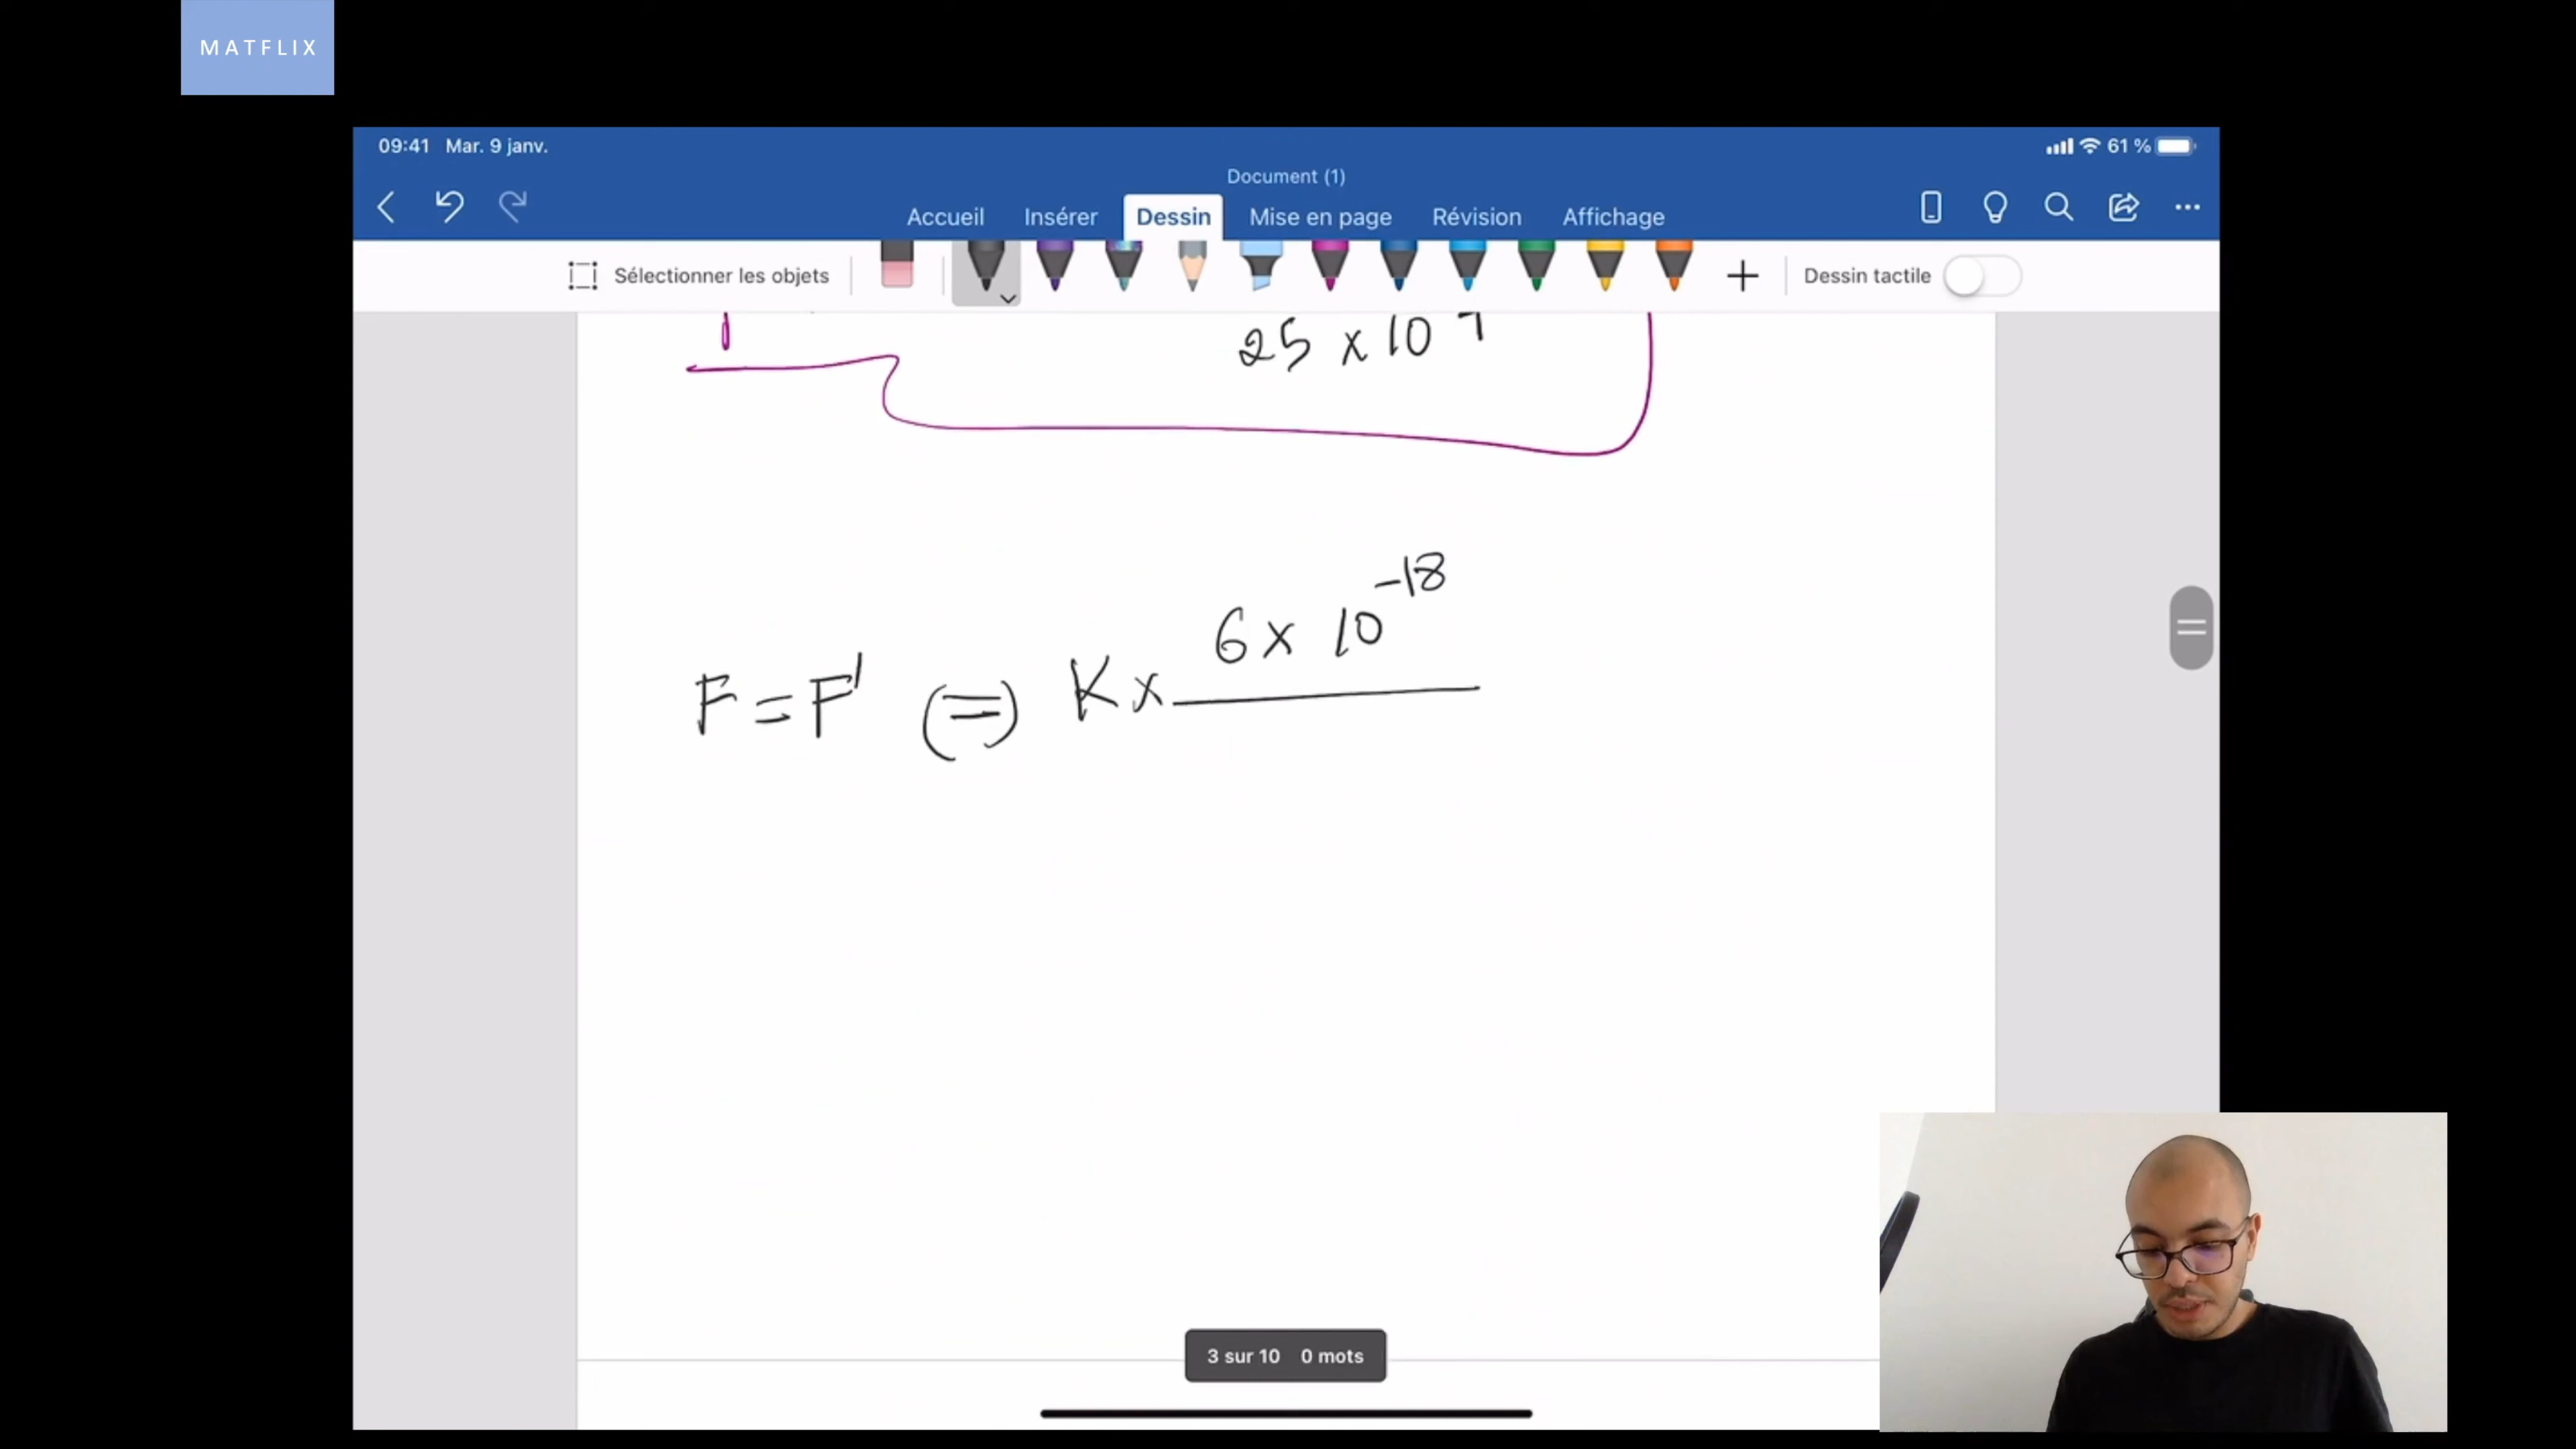 MATFLIX
09:41 Mar. 9 janv.
61 %
Document (1)
Accueil Insérer Dessin Mise en page Révision Affichage
Sélectionner les objets
Dessin tactile
25 x 10
6 x 10^-18
F = F' (=) K x
3 sur 10 0 mots